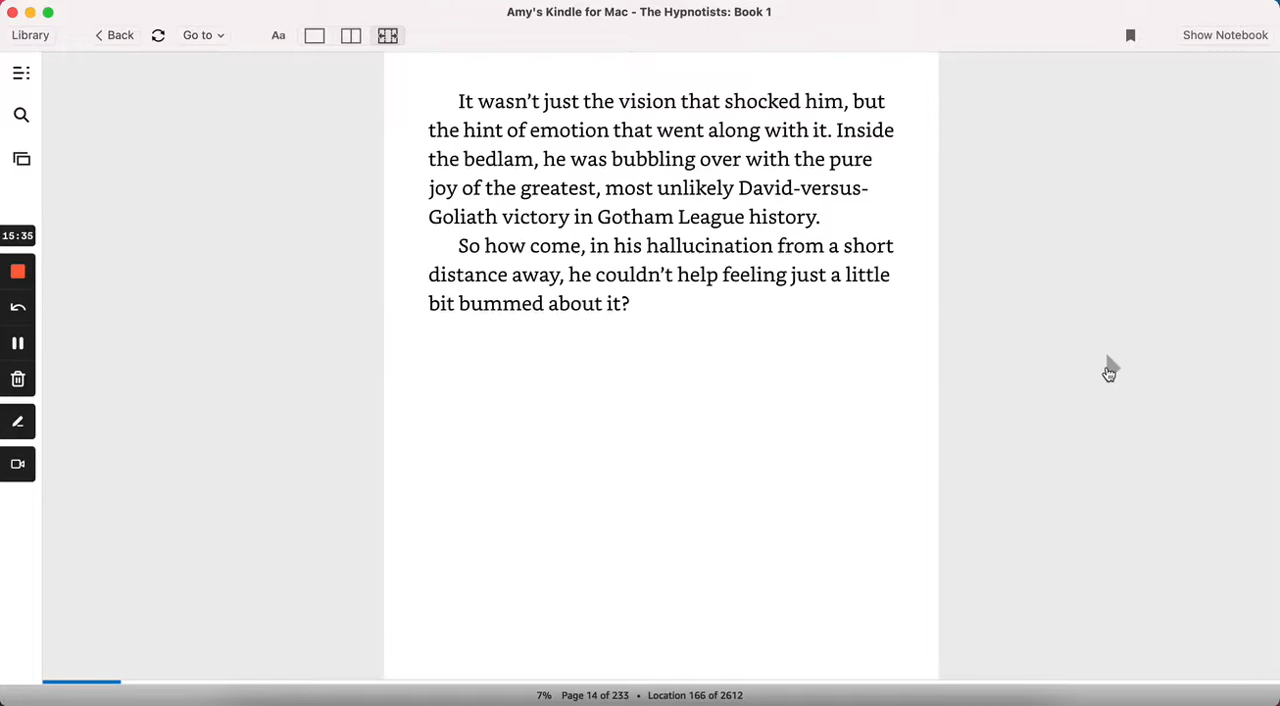 Amy's Kindle for Mac - The Hypnotists: Book 1
Library Back Go to Aa Show Notebook
It wasn't just the vision that shocked him, but
the hint of emotion that went along with it. Inside
the bedlam, he was bubbling over with the pure
joy of the greatest, most unlikely David-versus-
Goliath victory in Gotham League history.
So how come, in his hallucination from a short
distance away, he couldn't help feeling just a little
bit bummed about it?
15:35
7% Page 14 of 233 • Location 166 of 2612